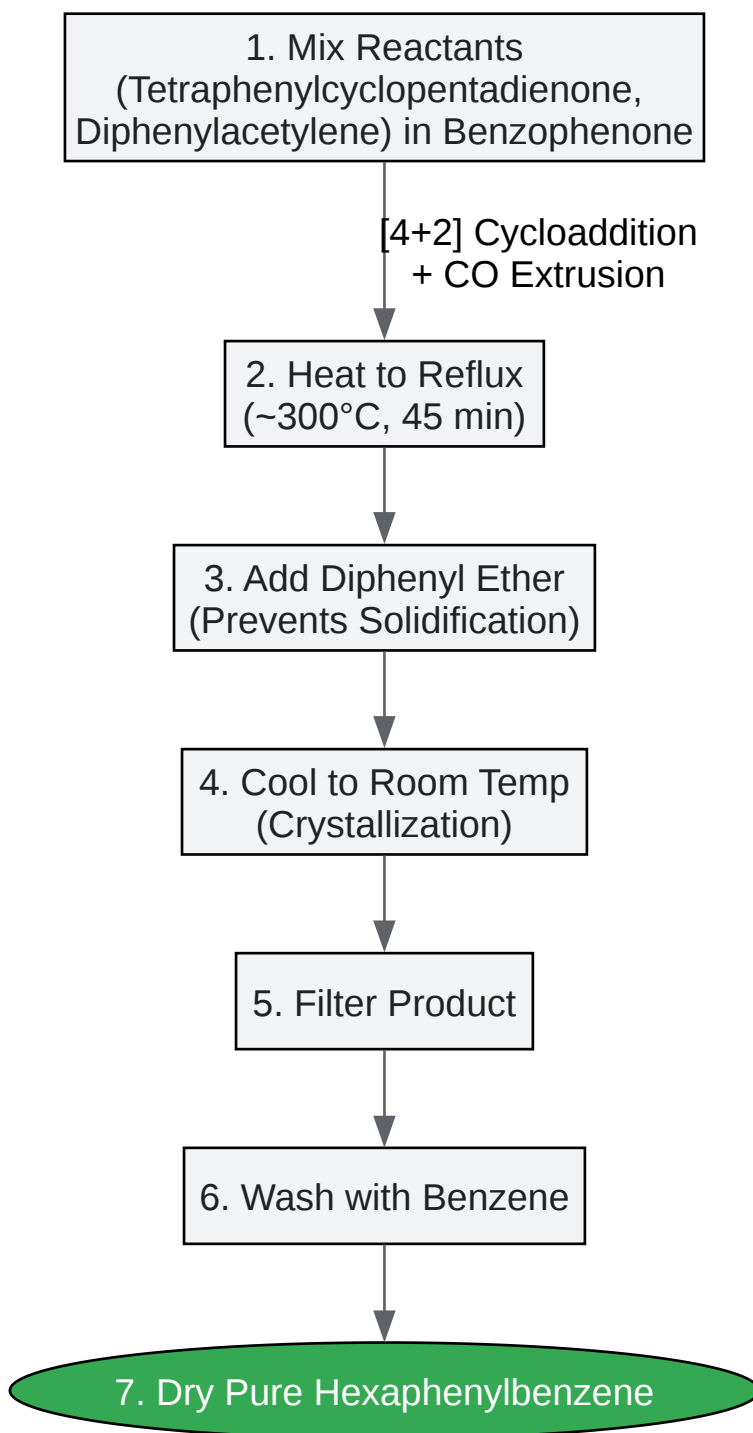 1. Mix Reactants
(Tetraphenylcyclopentadienone,
Diphenylacetylene) in Benzophenone
[4+2] Cycloaddition
+ CO Extrusion
2. Heat to Reflux
(~300°C, 45 min)
3. Add Diphenyl Ether
(Prevents Solidification)
4. Cool to Room Temp
(Crystallization)
5. Filter Product
6. Wash with Benzene
7. Dry Pure Hexaphenylbenzene